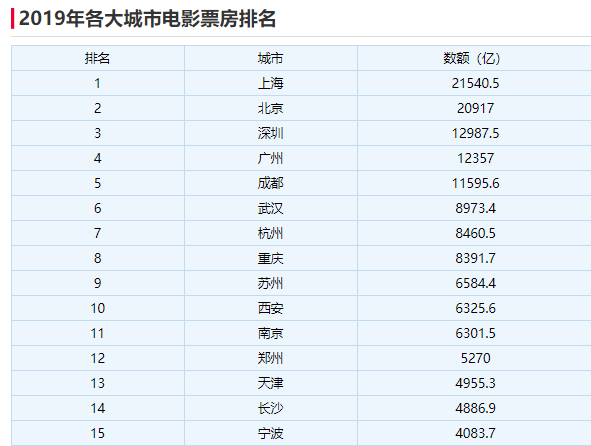 2019年各大城市电影票房排名
排名 城市 数额（亿）
1 上海 21540.5
2 北京 20917
3 深圳 12987.5
4 广州 12357
5 成都 11595.6
6 武汉 8973.4
7 杭州 8460.5
8 重庆 8391.7
9 苏州 6584.4
10 西安 6325.6
11 南京 6301.5
12 郑州 5270
13 天津 4955.3
14 长沙 4886.9
15 宁波 4083.7